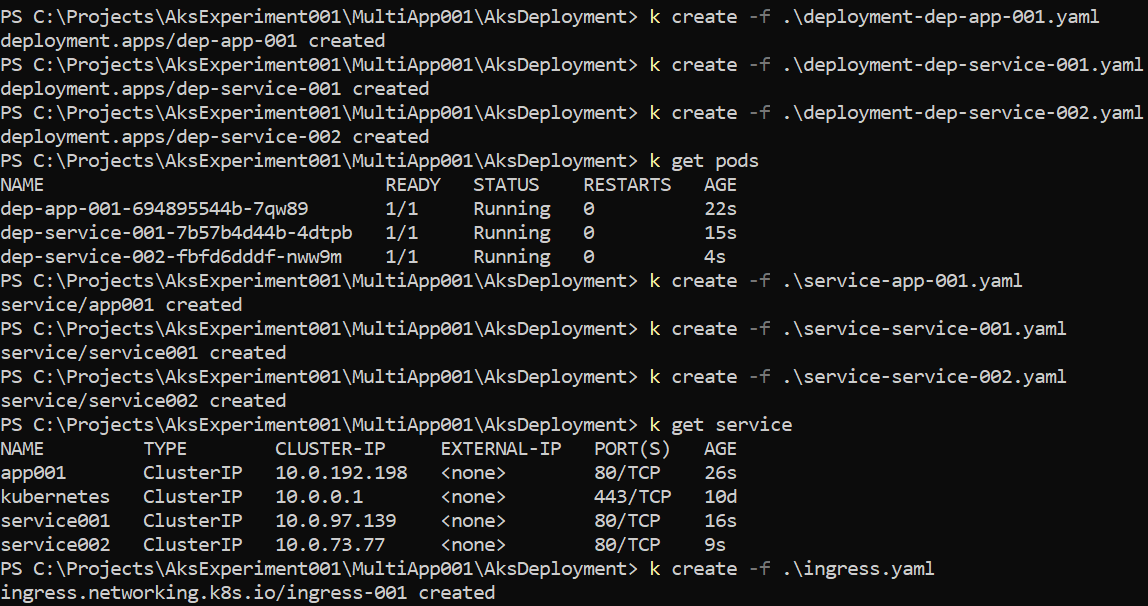 PS C:\Projects\AksExperiment001\MultiApp001\AksDeployment> k create -f .\deployment-dep-app-001.yaml
deployment.apps/dep-app-001 created
PS C:\Projects\AksExperiment001\MultiApp001\AksDeployment> k create -f .\deployment-dep-service-001.yaml
deployment.apps/dep-service-001 created
PS C:\Projects\AksExperiment001\MultiApp001\AksDeployment> k create -f .\deployment-dep-service-002.yaml
deployment.apps/dep-service-002 created
PS C:\Projects\AksExperiment001\MultiApp001\AksDeployment> k get pods
NAME                               READY   STATUS    RESTARTS   AGE
dep-app-001-694895544b-7qw89       1/1     Running   0          22s
dep-service-001-7b57b4d44b-4dtpb   1/1     Running   0          15s
dep-service-002-fbfd6dddf-nww9m    1/1     Running   0          4s
PS C:\Projects\AksExperiment001\MultiApp001\AksDeployment> k create -f .\service-app-001.yaml
service/app001 created
PS C:\Projects\AksExperiment001\MultiApp001\AksDeployment> k create -f .\service-service-001.yaml
service/service001 created
PS C:\Projects\AksExperiment001\MultiApp001\AksDeployment> k create -f .\service-service-002.yaml
service/service002 created
PS C:\Projects\AksExperiment001\MultiApp001\AksDeployment> k get service
NAME         TYPE        CLUSTER-IP     EXTERNAL-IP   PORT(S)   AGE
app001       ClusterIP   10.0.192.198   <none>        80/TCP    26s
kubernetes   ClusterIP   10.0.0.1       <none>        443/TCP   10d
service001   ClusterIP   10.0.97.139    <none>        80/TCP    16s
service002   ClusterIP   10.0.73.77     <none>        80/TCP    9s
PS C:\Projects\AksExperiment001\MultiApp001\AksDeployment> k create -f .\ingress.yaml
ingress.networking.k8s.io/ingress-001 created